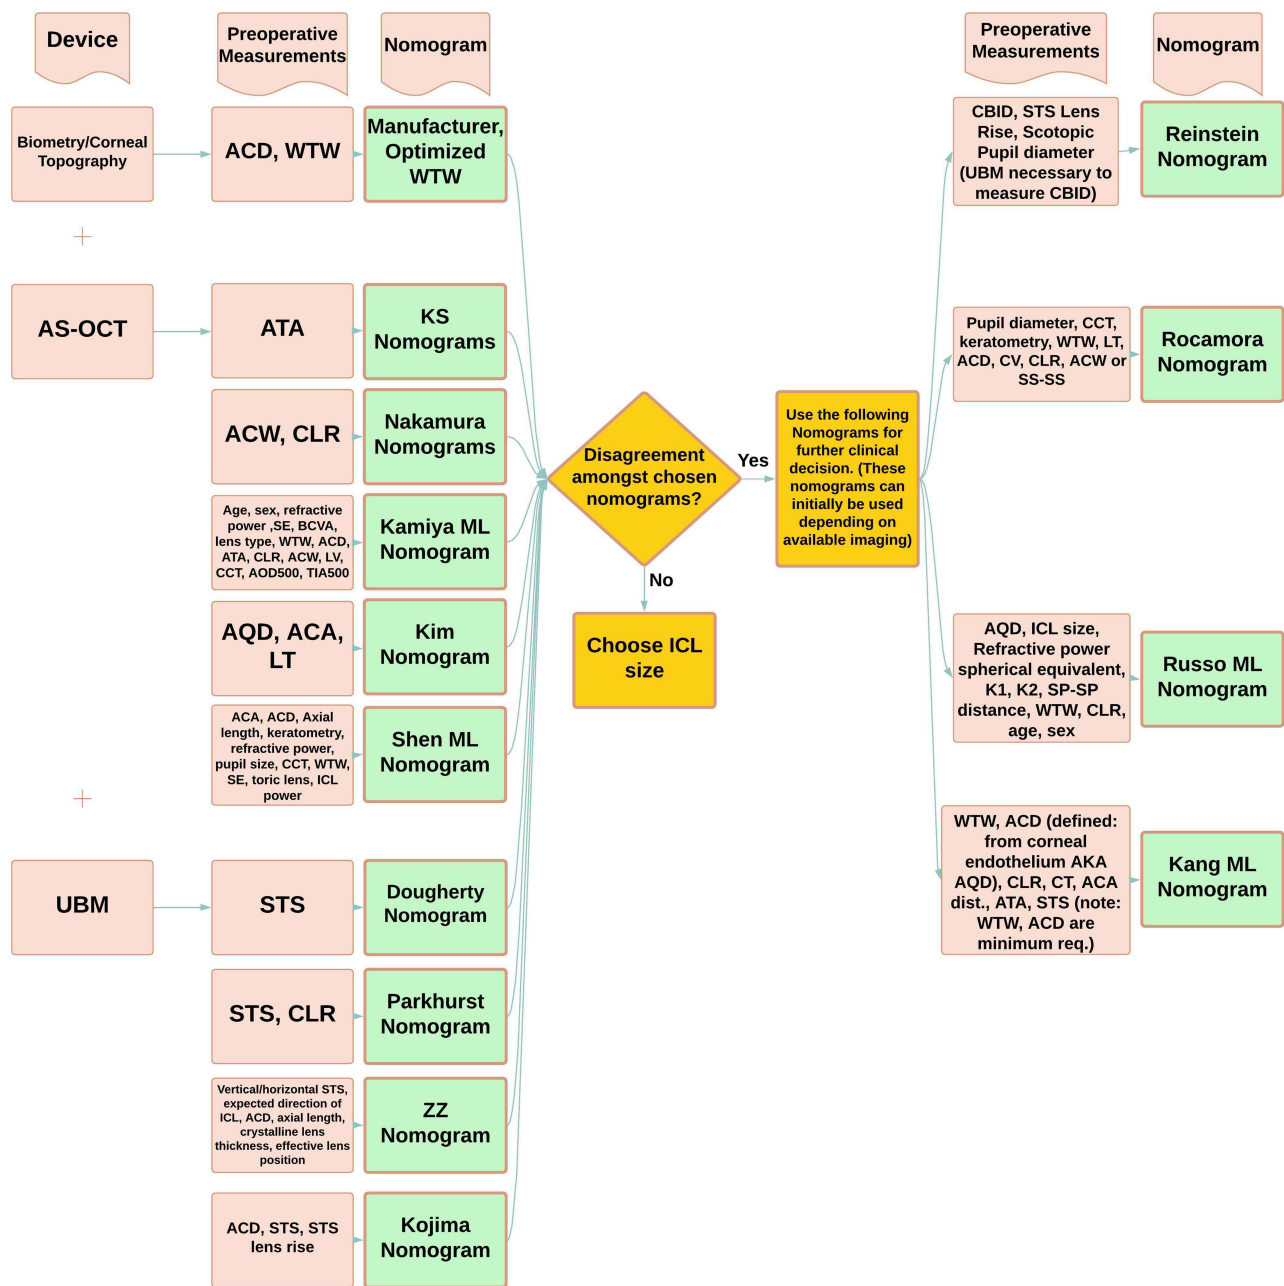 Device
Preoperative
Measurements
Nomogram
Preoperative
Measurements
Nomogram
Biometry/Corneal
Topography
ACD, WTW
Manufacturer,
Optimized
WTW
+
AS-OCT
ATA
KS
Nomograms
ACW, CLR
Nakamura
Nomograms
Age, sex, refractive
power ,SE, BCVA,
lens type, WTW, ACD,
ATA, CLR, ACW, LV,
CCT, AOD500, TIA500
Kamiya ML
Nomogram
AQD, ACA,
LT
Kim
Nomogram
ACA, ACD, Axial
length, keratometry,
refractive power,
pupil size, CCT, WTW,
SE, toric lens, ICL
power
Shen ML
Nomogram
+
UBM
STS
Dougherty
Nomogram
STS, CLR
Parkhurst
Nomogram
Vertical/horizontal STS,
expected direction of
ICL, ACD, axial length,
crystalline lens
thickness, effective lens
position
ZZ
Nomogram
ACD, STS, STS
lens rise
Kojima
Nomogram
Disagreement
amongst chosen
nomograms?
Yes
No
Choose ICL
size
Use the following
Nomograms for
further clinical
decision. (These
nomograms can
initially be used
depending on
available imaging)
CBID, STS Lens
Rise, Scotopic
Pupil diameter
(UBM necessary to
measure CBID)
Reinstein
Nomogram
Pupil diameter, CCT,
keratometry, WTW, LT,
ACD, CV, CLR, ACW or
SS-SS
Rocamora
Nomogram
AQD, ICL size,
Refractive power
spherical equivalent,
K1, K2, SP-SP
distance, WTW, CLR,
age, sex
Russo ML
Nomogram
WTW, ACD (defined:
from corneal
endothelium AKA
AQD), CLR, CT, ACA
dist., ATA, STS (note:
WTW, ACD are
minimum req.)
Kang ML
Nomogram